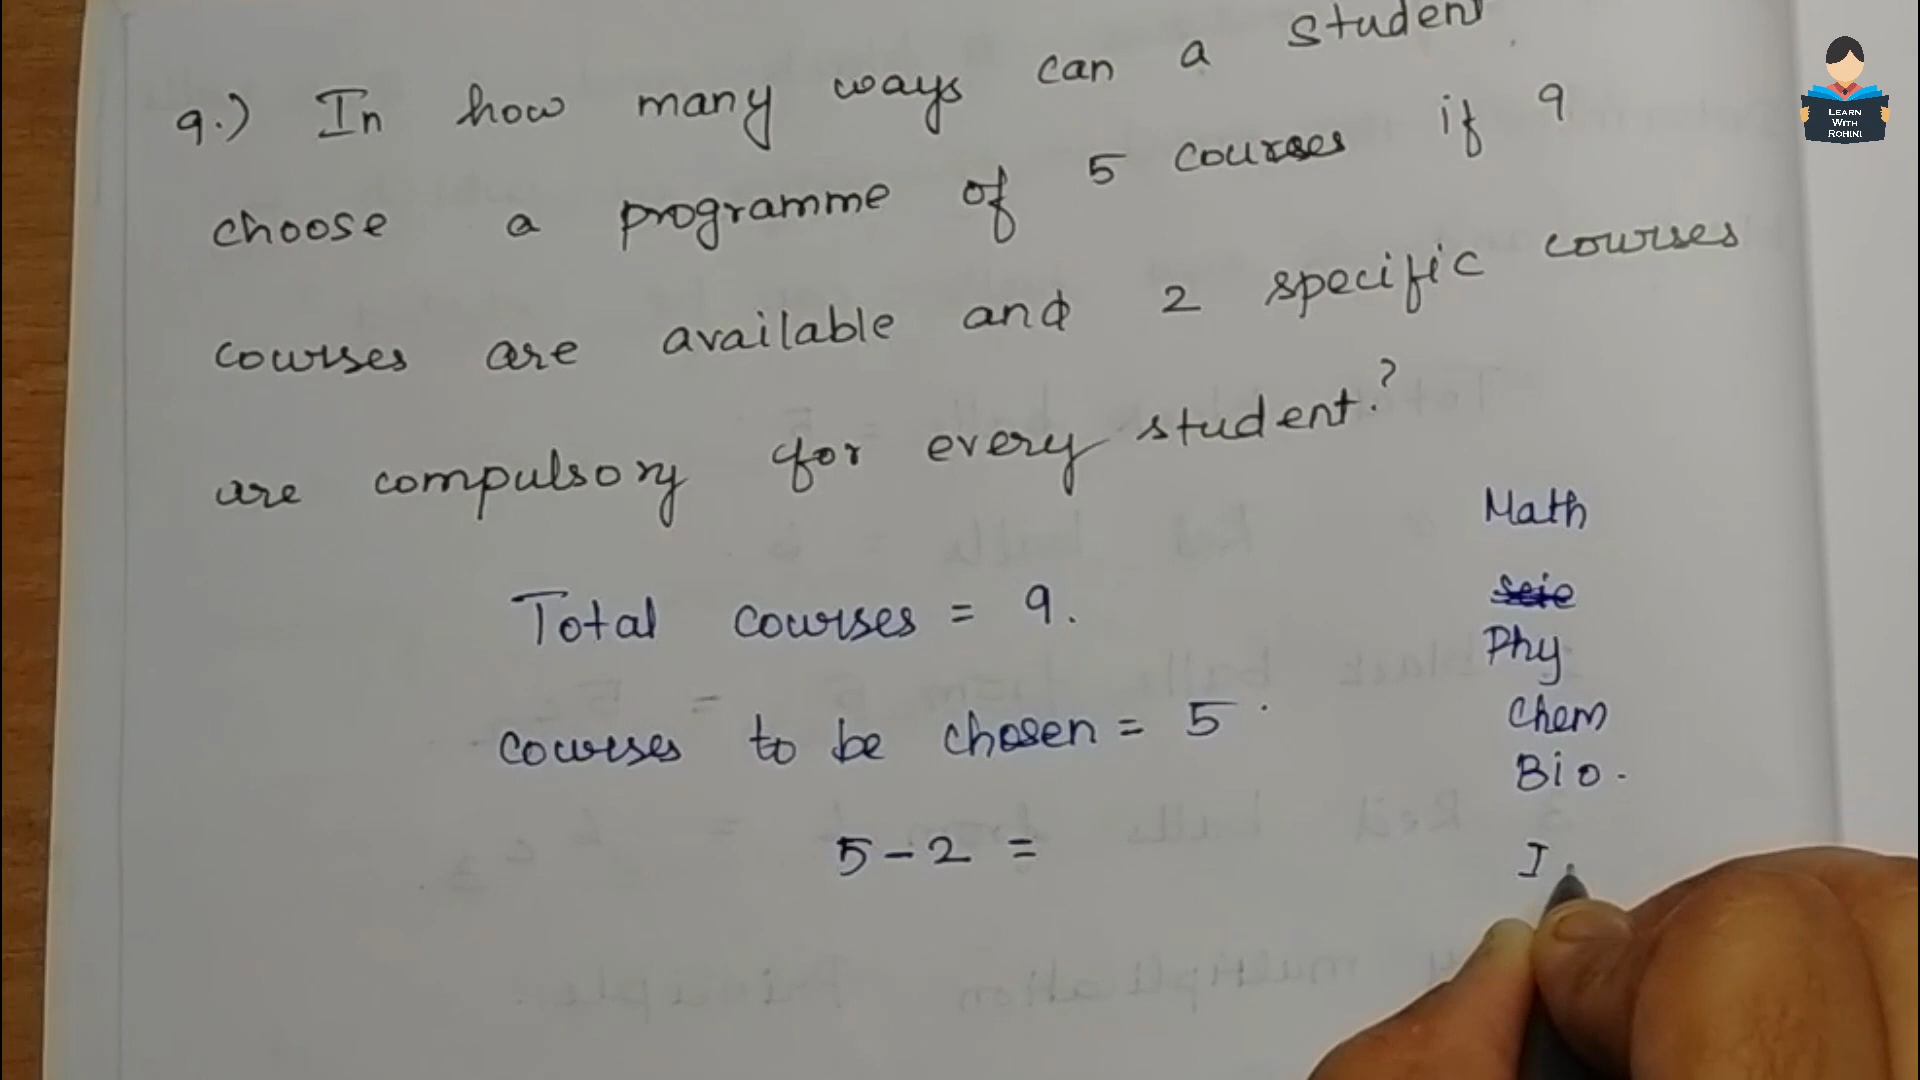 9.) In how many ways can a student
choose a programme of 5 courses if 9
courses are available and 2 specific courses
are compulsory for every student?
Total courses = 9.
courses to be chosen = 5.
5-2 =
Math
Phy
Chem
Bio.
I
LEARN
WITH
ROHINI